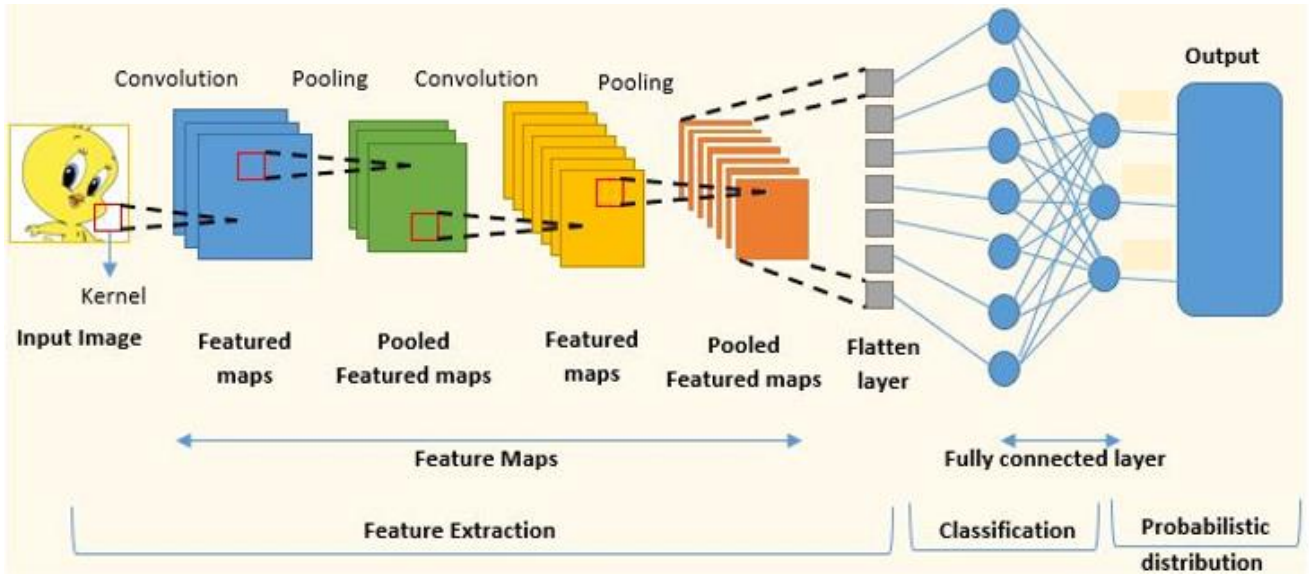 Convolution
Pooling
Convolution
Pooling
Output
Kernel
Input Image
Featured
maps
Pooled
Featured maps
Featured
maps
Pooled
Featured maps
Flatten
layer
Feature Maps
Fully connected layer
Feature Extraction
Classification
Probabilistic
distribution